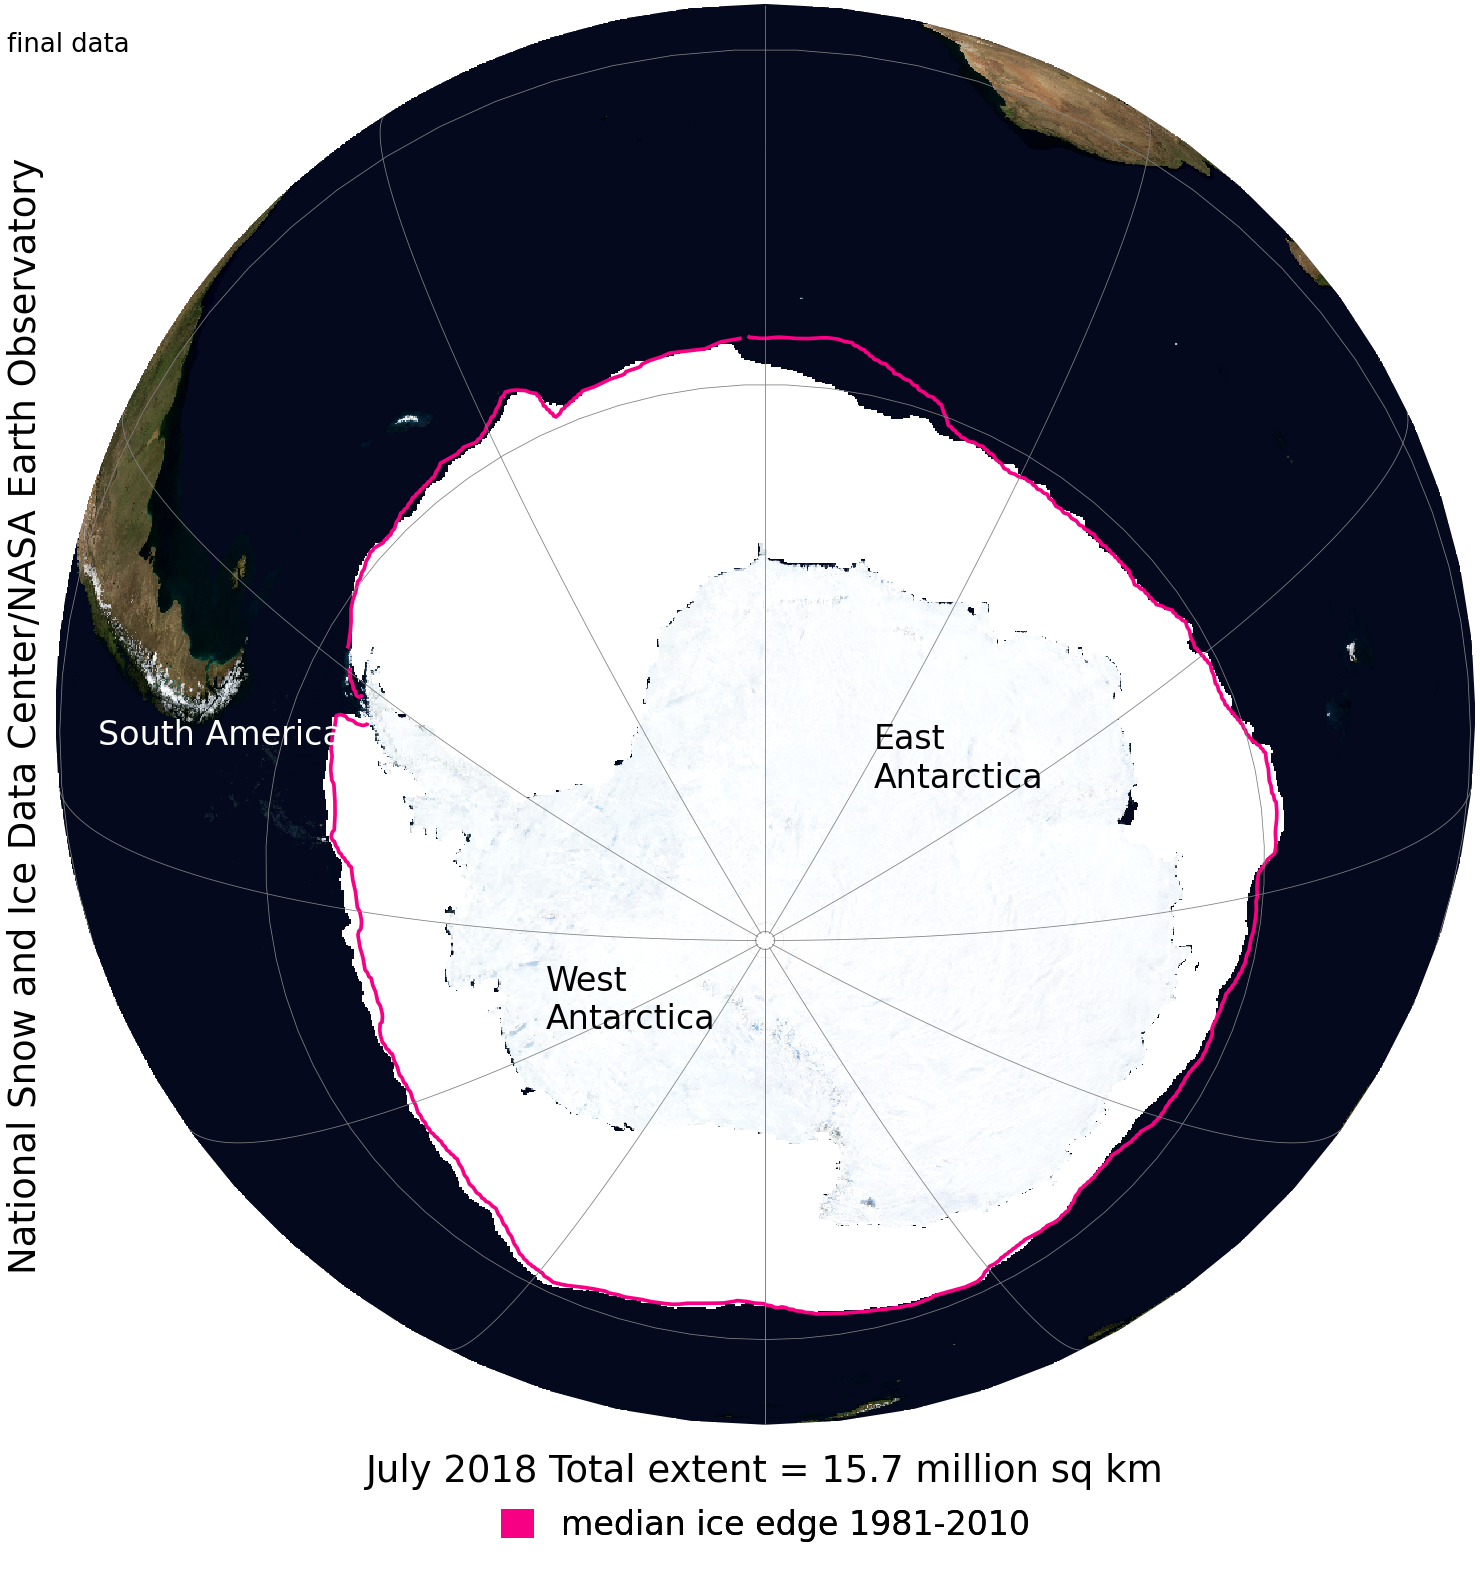 final data
National Snow and Ice Data Center/NASA Earth Observatory
South America
East
Antarctica
West
Antarctica
July 2018 Total extent = 15.7 million sq km
median ice edge 1981-2010